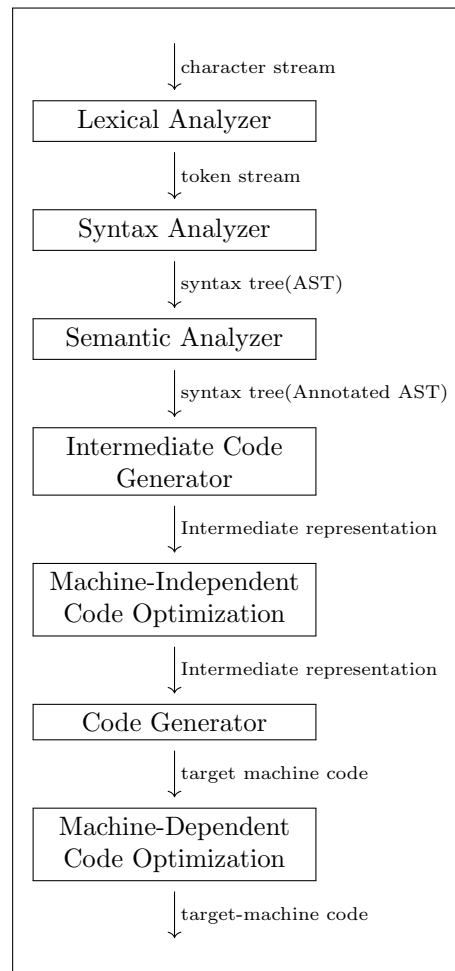 character stream
Lexical Analyzer
token stream
Syntax Analyzer
syntax tree(AST)
Semantic Analyzer
syntax tree(Annotated AST)
Intermediate Code
Generator
Intermediate representation
Machine-Independent
Code Optimization
Intermediate representation
Code Generator
target machine code
Machine-Dependent
Code Optimization
target-machine code